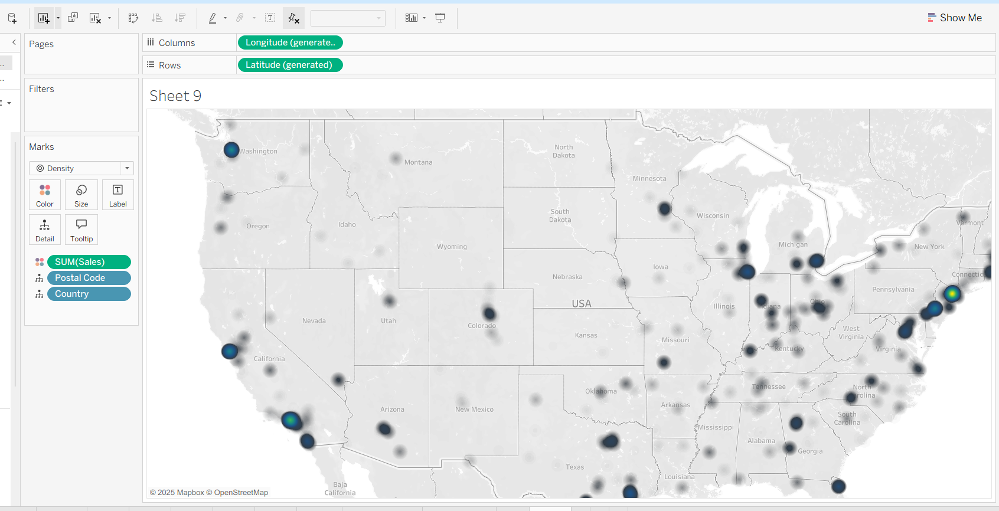 Show Me
Pages
Columns
Longitude (generate..
Rows
Latitude (generated)
Filters
Sheet 9
Marks
Density
Color
Size
Label
Detail
Tooltip
SUM(Sales)
Postal Code
Country
Washington
Montana
North
Dakota
Minnesota
Oregon
Idaho
South
Dakota
Wisconsin
Wyoming
Michigan
New York
Vermont
Iowa
Nebraska
Pennsylvania
Connectic
USA
Nevada
Utah
Colorado
Kansas
Missouri
Illinois
Indiana
Ohio
West
Virginia
Virginia
Kentucky
California
Arizona
New Mexico
Oklahoma
Arkansas
Tennessee
North
rolina
South
Carolina
Mississippi
Alabama
Georgia
Texas
Louisiana
Baja
California
© 2025 Mapbox © OpenStreetMap